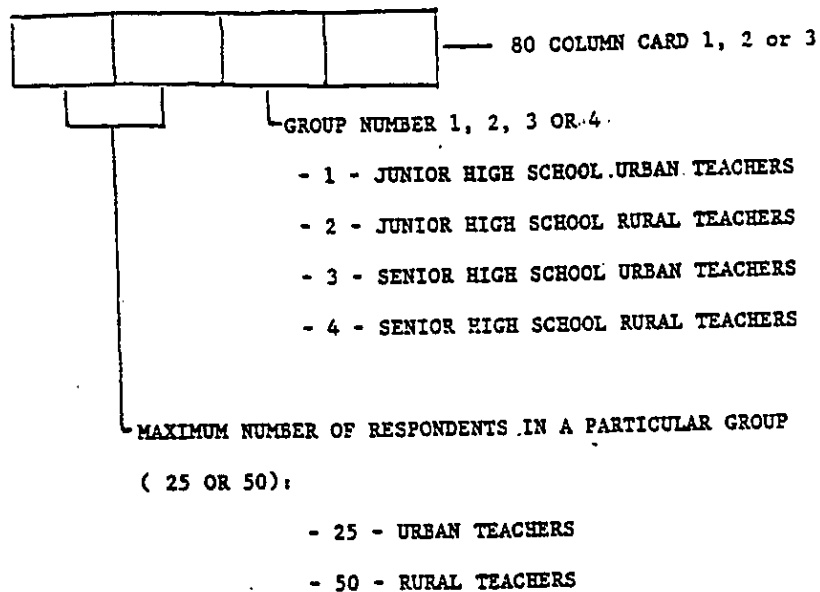 80 COLUMN CARD 1, 2 or 3
GROUP NUMBER 1, 2, 3 OR 4
- 1 - JUNIOR HIGH SCHOOL URBAN TEACHERS
- 2 - JUNIOR HIGH SCHOOL RURAL TEACHERS
- 3 - SENIOR HIGH SCHOOL URBAN TEACHERS
- 4 - SENIOR HIGH SCHOOL RURAL TEACHERS
MAXIMUM NUMBER OF RESPONDENTS IN A PARTICULAR GROUP
( 25 OR 50):
- 25 - URBAN TEACHERS
- 50 - RURAL TEACHERS